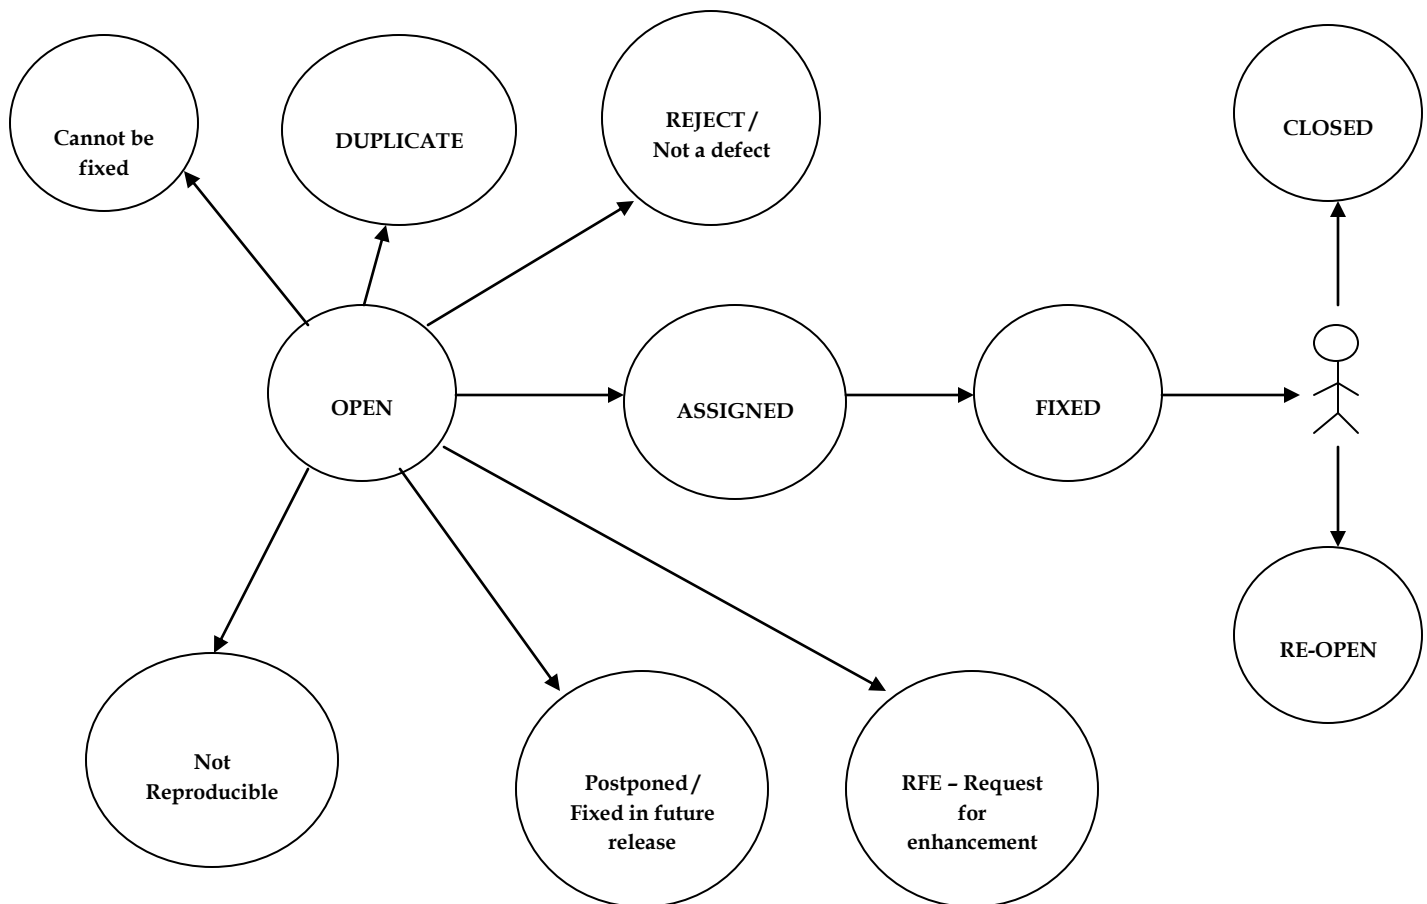 Cannot be
fixed
DUPLICATE
REJECT /
Not a defect
CLOSED
OPEN
ASSIGNED
FIXED
RE-OPEN
Not
Reproducible
Postponed /
Fixed in future
release
RFE – Request
for
enhancement